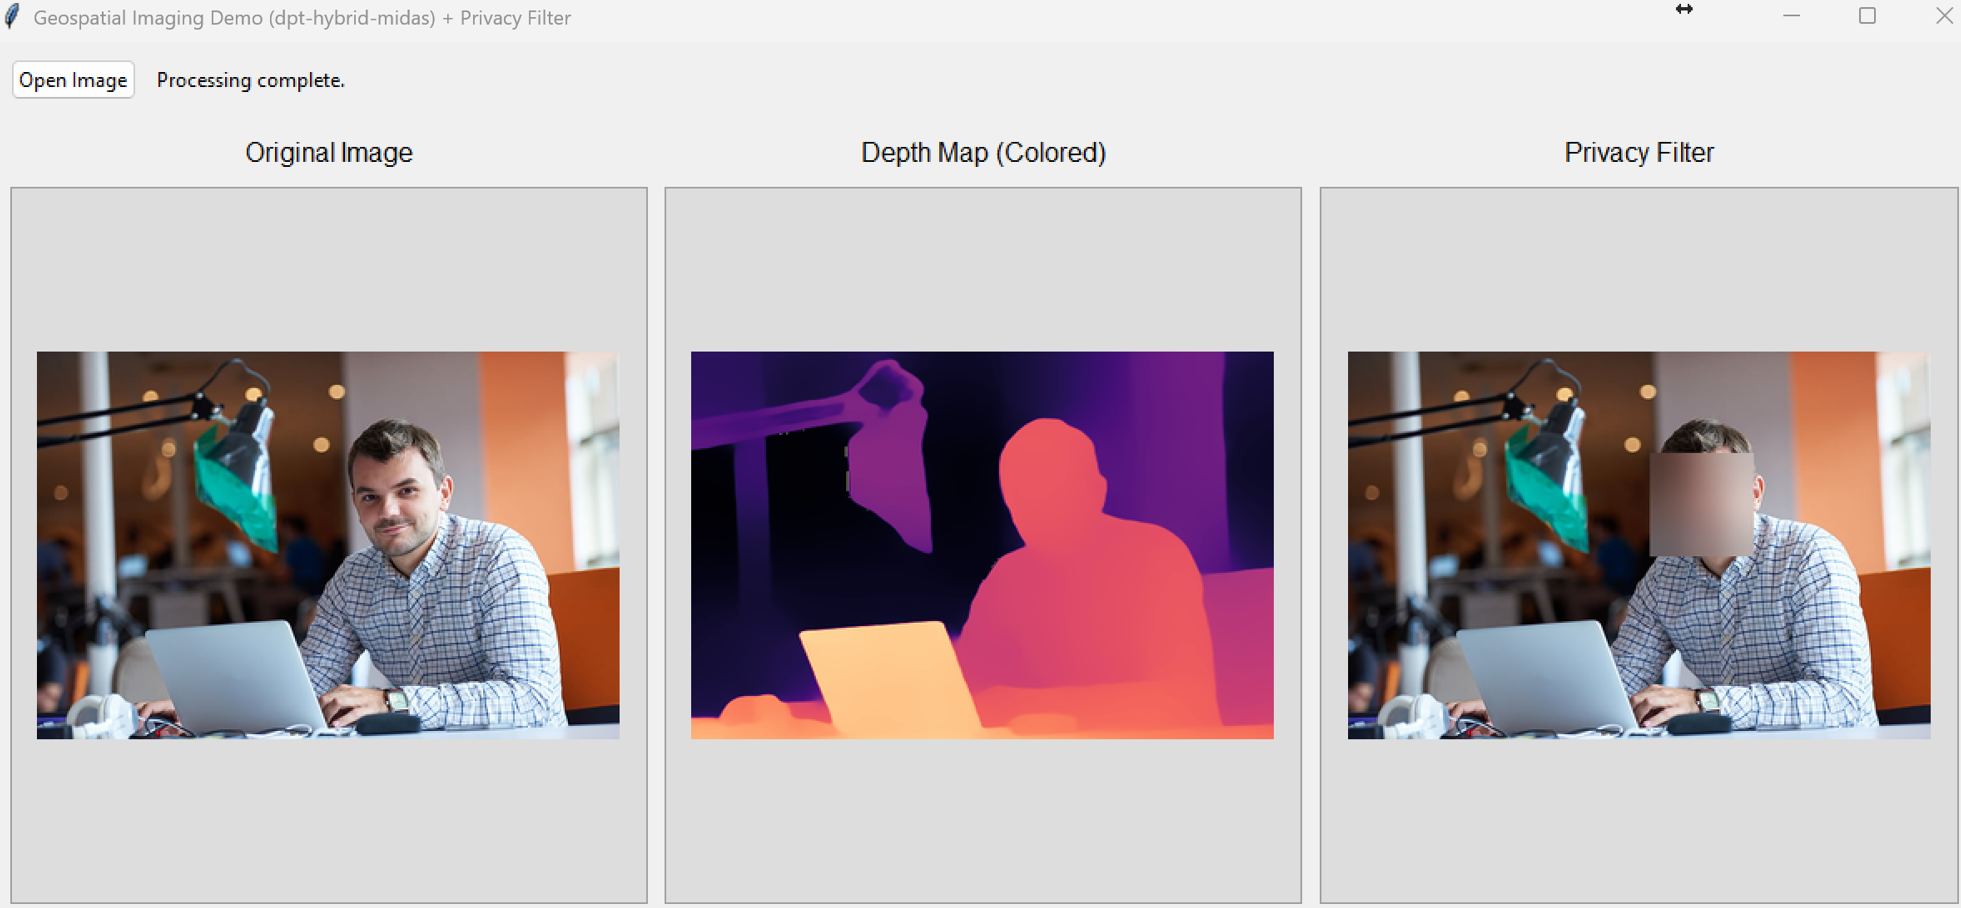 Geospatial Imaging Demo (dpt-hybrid-midas) + Privacy Filter
Open Image
Processing complete.
Original Image
Depth Map (Colored)
Privacy Filter